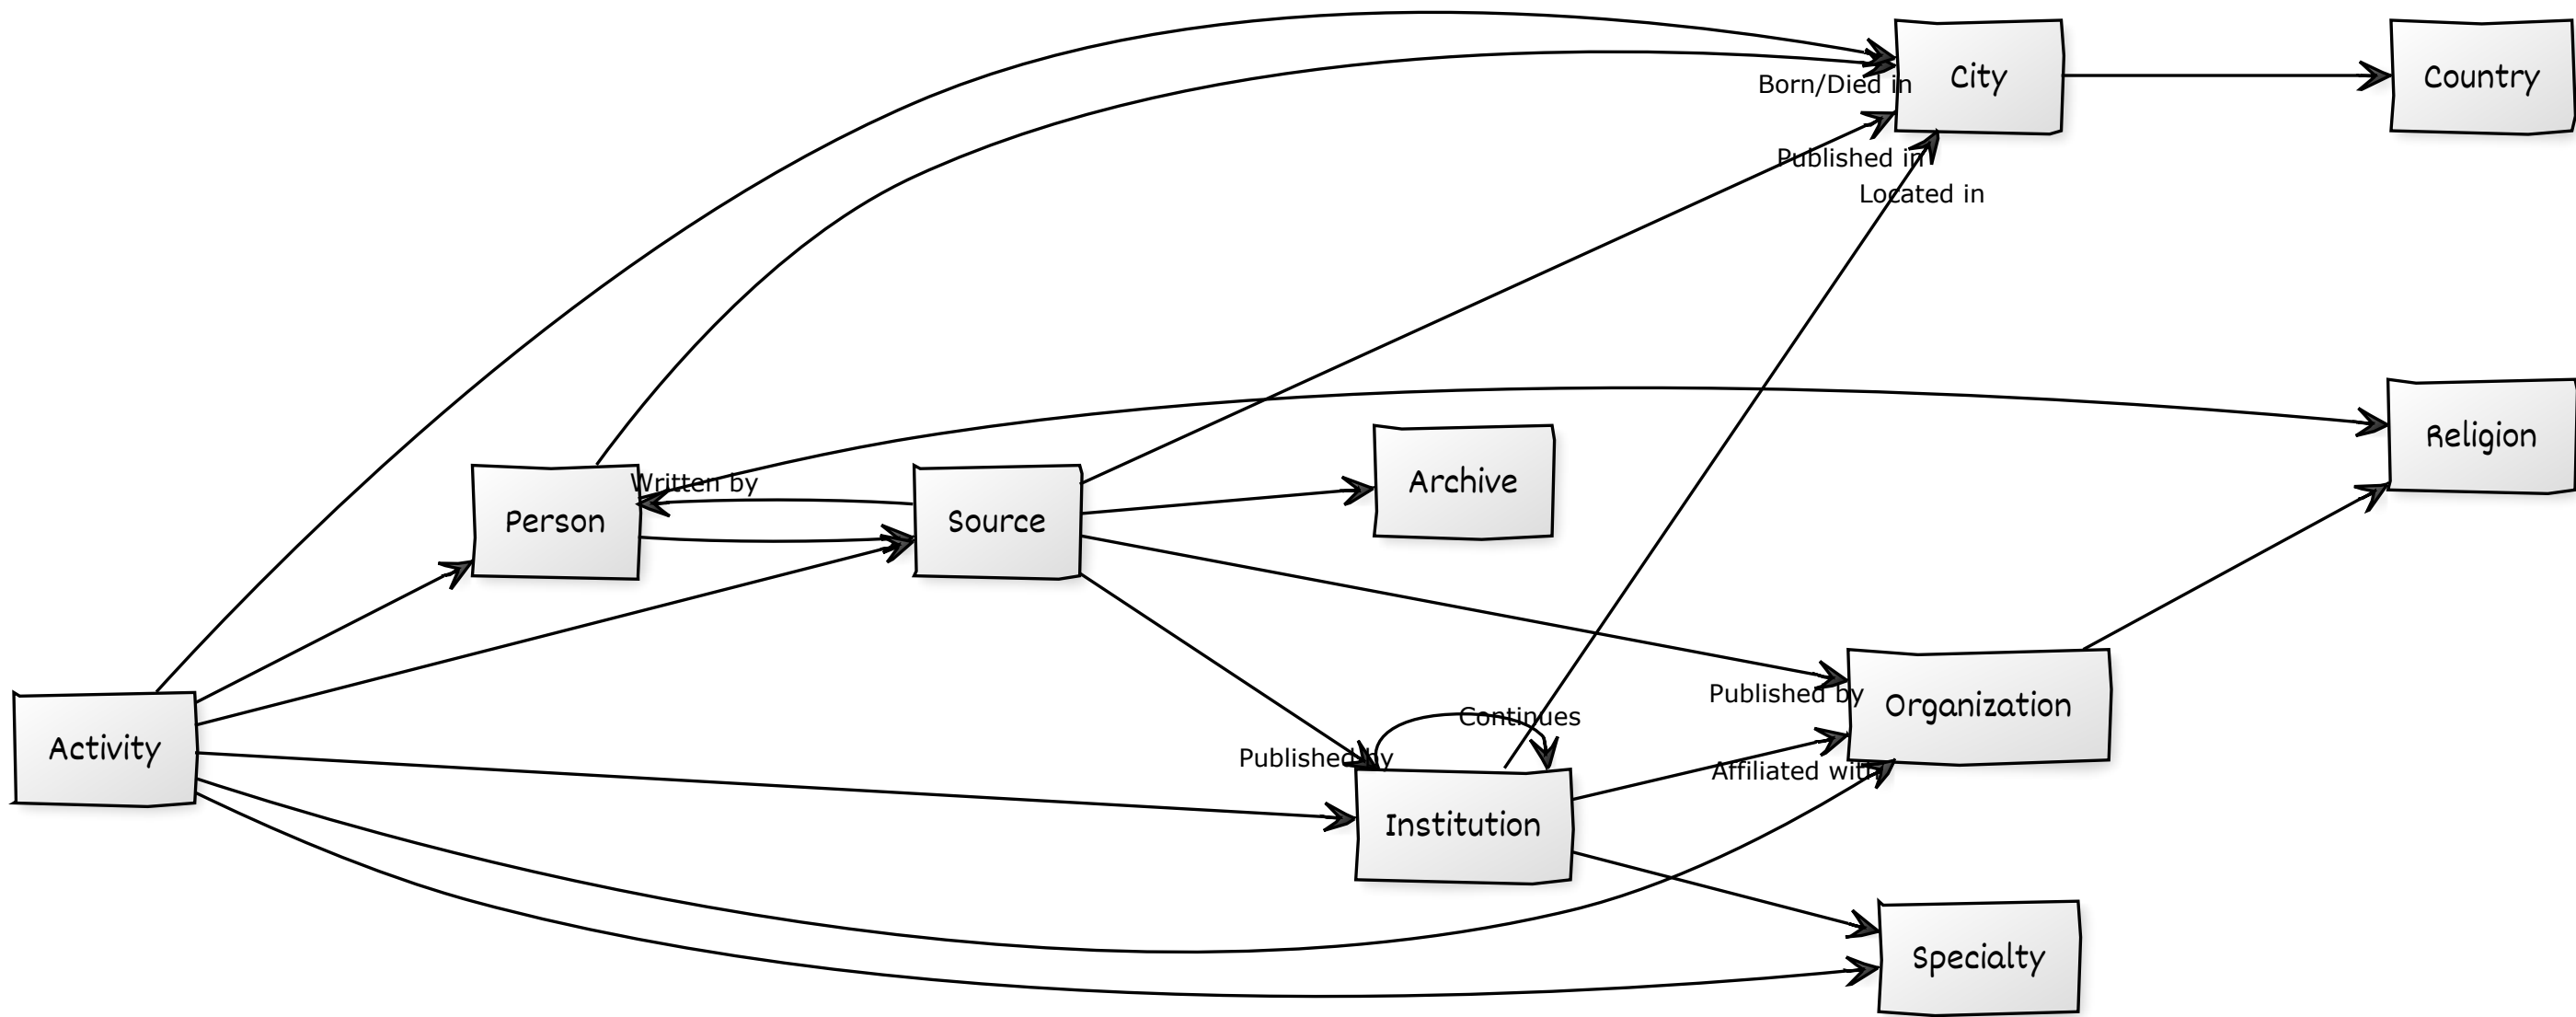 Born/Died in
City
Country
Published in
Located in
Religion
Written by
Archive
Person
Source
Published by
Organization
Continues
Activity
Published by
Affiliated with
Institution
Specialty